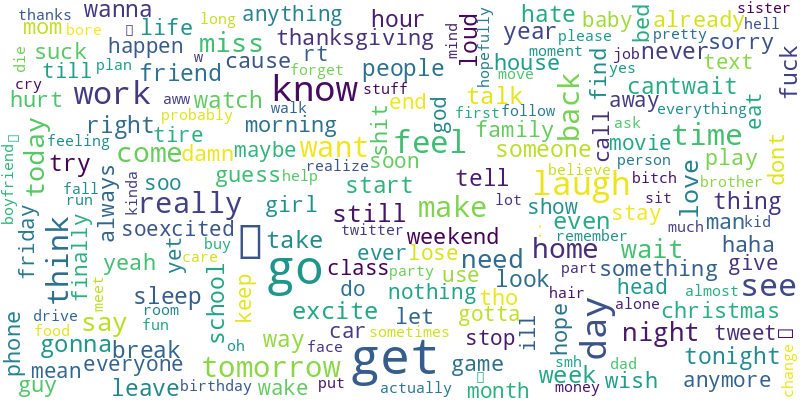 thanks
wanna
long
anything
hour
hate
baby
already
sister
mom
bore
life
thanksgiving
loud
mind
hopefully
year
please
bed
pretty
hell
die
suck
happen
miss
cause
rt
people
house
moment
job
never
sorry
fuck
till
plan
friend
w
forget
stuff
talk
move
find
yes
text
cry
hurt
aww
work
watch
know
end
god
first
follow
back
cantwait
away
everything
eat
probably
walk
right
tire
morning
want
shit
feel
family
someone
call
ask
time
boyfriend
today
feeling
try
come
damn
maybe
realize
soon
movie
person
play
dont
fall
run
always
kinda
soo
guess
help
start
tell
laugh
believe
bitch
love
brother
really
girl
still
make
lot
show
stay
sit
thing
friday
think
finally
soexcited
take
twitter
weekend
even
remember
much
man
kid
yet
buy
care
go
ever
lose
need
home
wait
haha
yeah
class
party
use
look
part
something
give
meet
sleep
school
keep
do
nothing
tho
hair
head
alone
almost
see
phone
drive
room
fun
excite
let
gotta
hope
day
christmas
food
say
oh
way
car
sometimes
stop
ill
night
tweet
gonna
break
face
get
game
smh
dad
tonight
change
mean
everyone
tomorrow
week
wish
anymore
guy
leave
birthday
wake
put
actually
month
money